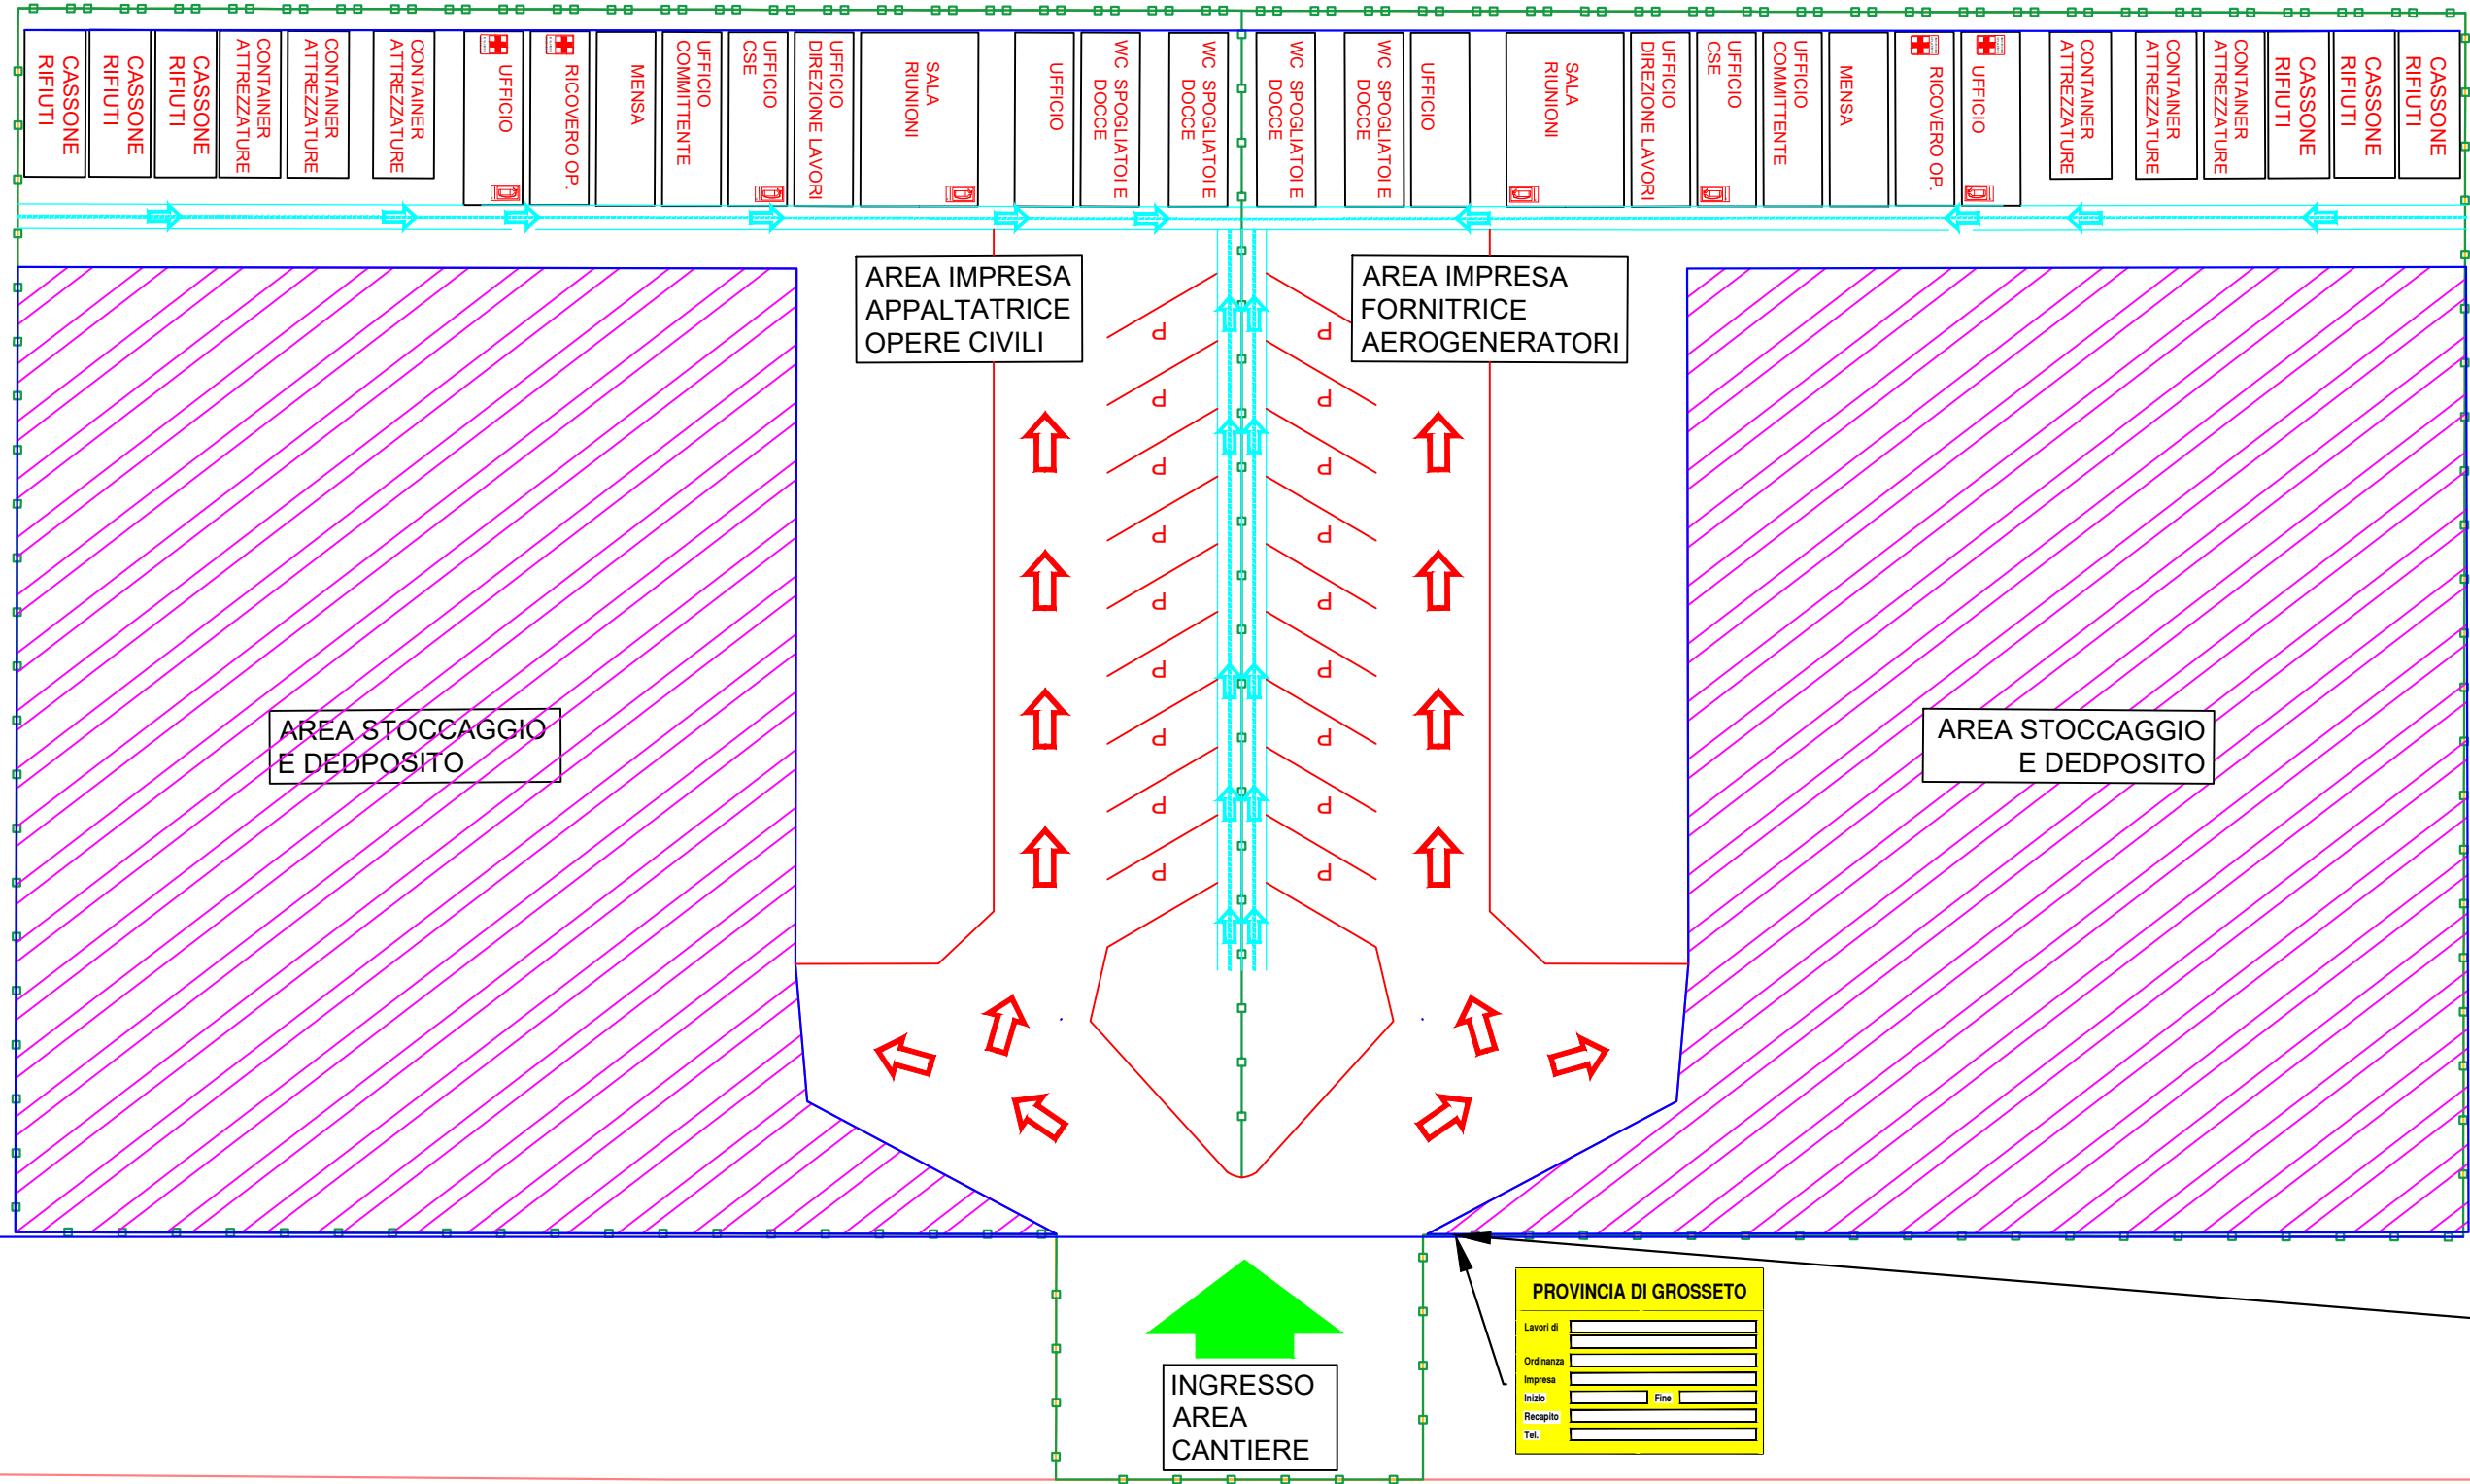 CASSONE
RIFIUTI
CASSONE
RIFIUTI
CASSONE
RIFIUTI
CONTAINER
ATTREZZATURE
CONTAINER
ATTREZZATURE
CONTAINER
ATTREZZATURE
UFFICIO
RICOVERO OP.
MENSA
UFFICIO
COMMITTENTE
UFFICIO
CSE
UFFICIO
DIREZIONE LAVORI
SALA
RIUNIONI
UFFICIO
WC SPOGLIATOI E
DOCCE
WC SPOGLIATOI E
DOCCE
WC SPOGLIATOI E
DOCCE
WC SPOGLIATOI E
DOCCE
UFFICIO
SALA
RIUNIONI
UFFICIO
DIREZIONE LAVORI
UFFICIO
CSE
UFFICIO
COMMITTENTE
MENSA
RICOVERO OP.
UFFICIO
CONTAINER
ATTREZZATURE
CONTAINER
ATTREZZATURE
CONTAINER
ATTREZZATURE
CASSONE
RIFIUTI
CASSONE
RIFIUTI
CASSONE
RIFIUTI
AREA IMPRESA
APPALTATRICE
OPERE CIVILI
AREA IMPRESA
FORNITRICE
AEROGENERATORI
P P
P P
P P
P P
P P
P P
P P
P P
P P
AREA STOCCAGGIO
E DEDPOSITO
AREA STOCCAGGIO
E DEDPOSITO
INGRESSO
AREA
CANTIERE
PROVINCIA DI GROSSETO
Lavori di
Ordinanza
Impresa
Inizio Fine
Recapito
Tel.